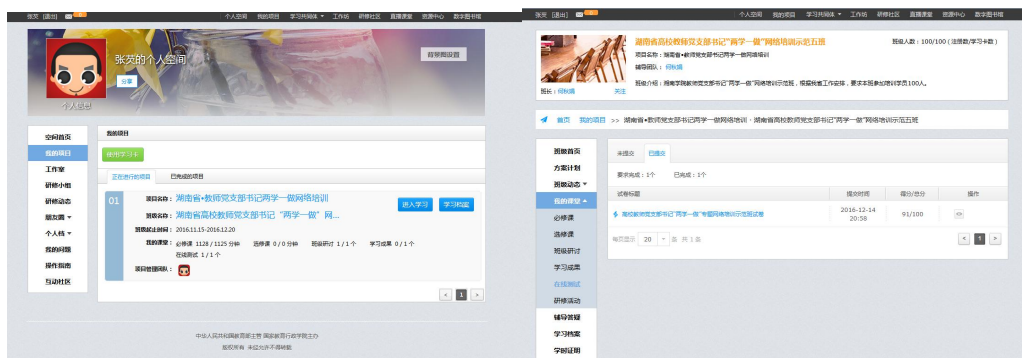 张英 [退出]
个人空间 我的项目 学习共同体 工作坊 研修社区 直播课堂 资源中心 数字图书馆
张英的个人空间
分享
背景图设置
个人信息
空间首页
我的项目
工作室
研修小组
研修动态
朋友圈
个人档
我的问题
操作指南
互动社区
我的项目
使用学习卡
正在进行的项目 已完成的项目
01
项目名称： 湖南省•教师党支部书记两学一做网络培训
班级名称： 湖南省高校教师党支部书记“两学一做”网...
班级起止时间： 2016.11.15-2016.12.20
我的课堂： 必修课 1128 / 1125 分钟 选修课 0 / 0 分钟 班级研讨 1 / 1 个 学习成果 0 / 1 个
在线测试 1 / 1 个
项目管理团队：
进入学习 学习档案
< 1 >
中华人民共和国教育部主管 国家教育行政学院主办
版权所有 未经允许不得转载
张英 [退出]
个人空间 我的项目 学习共同体 工作坊 研修社区 直播课堂 资源中心 数字图书馆
湖南省高校教师党支部书记“两学一做”网络培训示范五班
班级人数：100/100 ( 注册数/学习卡数 )
项目名称：湖南省•教师党支部书记两学一做网络培训
辅导团队： 何秋娟
班级介绍：湘南学院教师党支部书记“两学一做”网络培训示范班，根据我省工作安排，要求本班参加培训学员100人。
班长：何秋娟 关注
首页 我的项目 >> 湖南省•教师党支部书记两学一做网络培训 · 湖南省高校教师党支部书记“两学一做”网络培训示范五班
班级首页
方案计划
班级动态
我的课堂
必修课
选修课
班级研讨
学习成果
在线测试
研修活动
辅导答疑
学习档案
学时证明
未提交 已提交
要求完成：1个 已完成：1个
试卷标题 提交时间 得分/总分 操作
高校教师党支部书记“两学一做”专题网络培训示范班试卷 2016-12-14 20:58 91/100
每页显示 20 条 共 1 条
< 1 >